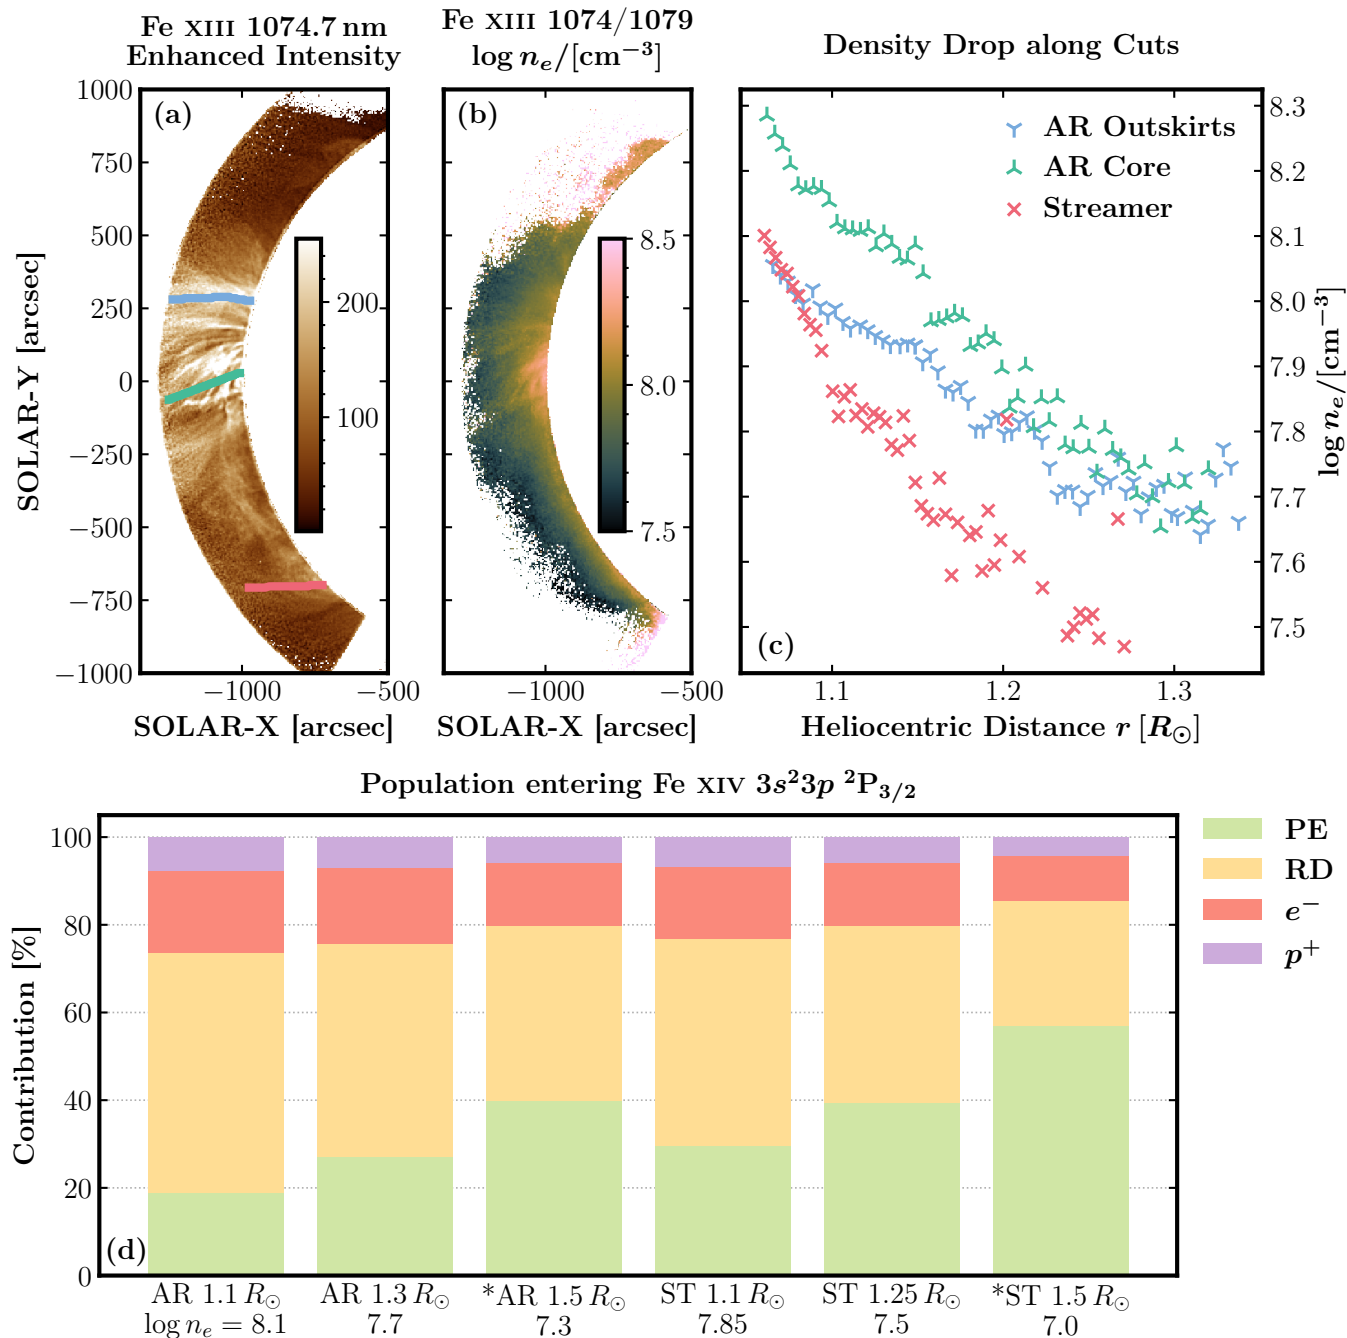 Fe XIII 1074.7 nm
Enhanced Intensity
Fe XIII 1074/1079
log nₑ/[cm⁻³]
Density Drop along Cuts
(a)
1000
750
500
250
0
−250
−500
−750
−1000
SOLAR-Y [arcsec]
200
100
−1000
−500
SOLAR-X [arcsec]
(b)
8.5
8.0
7.5
−1000
−500
SOLAR-X [arcsec]
AR Outskirts
AR Core
Streamer
(c)
8.3
8.2
8.1
8.0
7.9
7.8
7.7
7.6
7.5
log nₑ/[cm⁻³]
1.1
1.2
1.3
Heliocentric Distance r [R⊙]
Population entering Fe XIV 3s²3p ²P₃/₂
100
80
60
40
20
0
Contribution [%]
(d)
PE
RD
e⁻
p⁺
AR 1.1 R⊙
log nₑ = 8.1
AR 1.3 R⊙
7.7
*AR 1.5 R⊙
7.3
ST 1.1 R⊙
7.85
ST 1.25 R⊙
7.5
*ST 1.5 R⊙
7.0